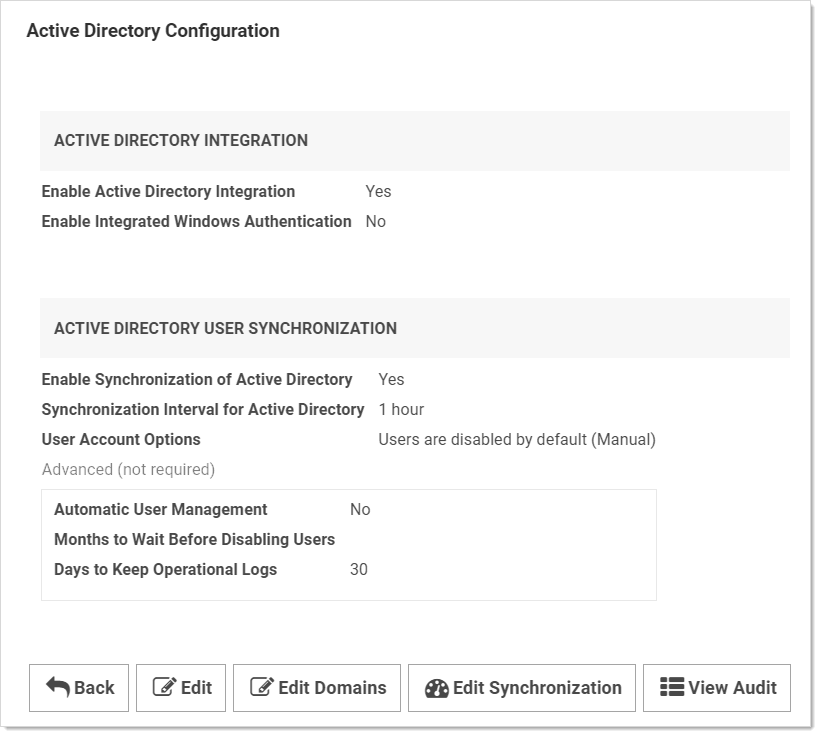 Active Directory Configuration
ACTIVE DIRECTORY INTEGRATION
Enable Active Directory Integration Yes
Enable Integrated Windows Authentication No
ACTIVE DIRECTORY USER SYNCHRONIZATION
Enable Synchronization of Active Directory Yes
Synchronization Interval for Active Directory 1 hour
User Account Options Users are disabled by default (Manual)
Advanced (not required)
Automatic User Management No
Months to Wait Before Disabling Users
Days to Keep Operational Logs 30
Back Edit Edit Domains Edit Synchronization View Audit